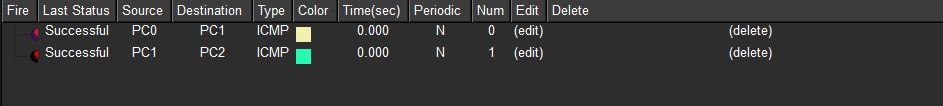 Fire Last Status Source Destination Type Color Time(sec) Periodic Num Edit Delete
Successful PC0 PC1 ICMP 0.000 N 0 (edit) (delete)
Successful PC1 PC2 ICMP 0.000 N 1 (edit) (delete)